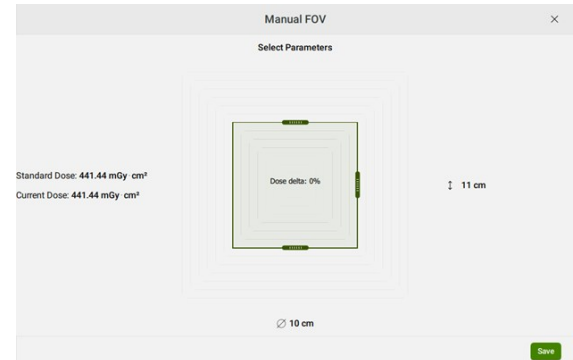 Manual FOV
Select Parameters
Standard Dose: 441.44 mGy cm²
Current Dose: 441.44 mGy cm²
Dose delta: 0%
11 cm
10 cm
Save